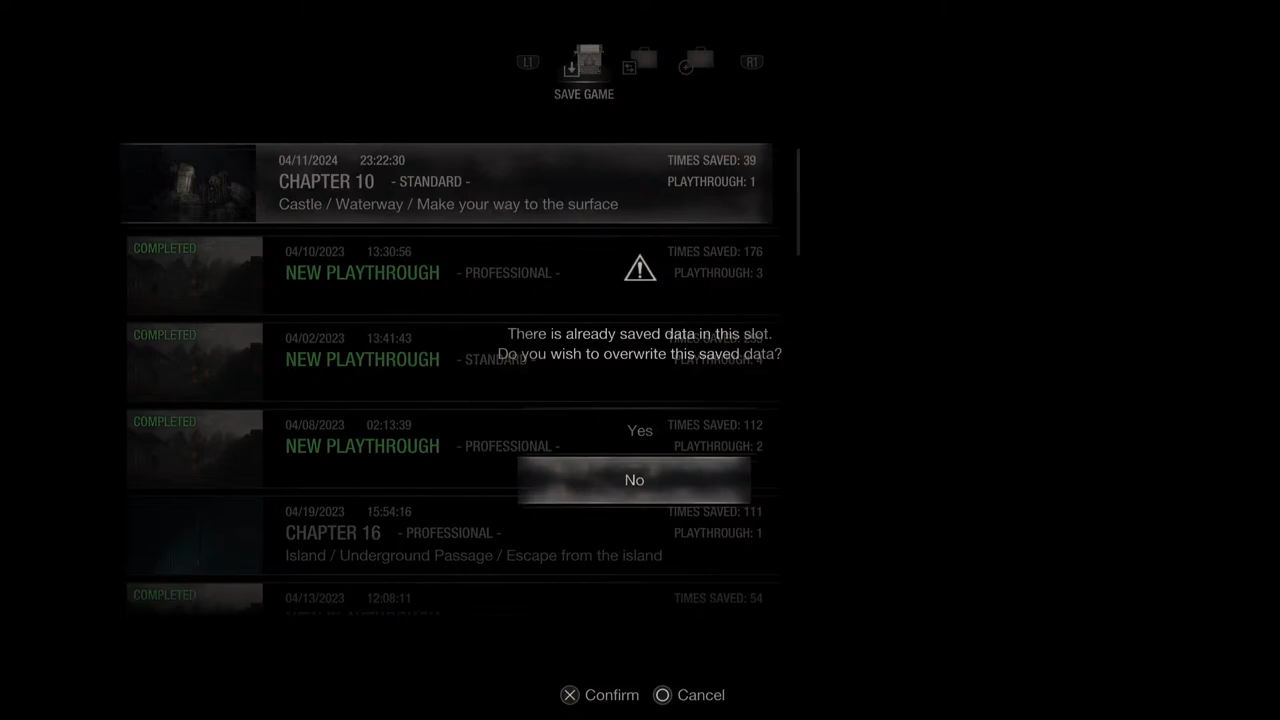 L1
R1
SAVE GAME
04/11/2024 23:22:30 TIMES SAVED: 39
CHAPTER 10 - STANDARD - PLAYTHROUGH: 1
Castle / Waterway / Make your way to the surface
COMPLETED 04/10/2023 13:30:56 TIMES SAVED: 176
NEW PLAYTHROUGH - PROFESSIONAL - PLAYTHROUGH: 3
COMPLETED 04/02/2023 13:41:43 TIMES SAVED:
NEW PLAYTHROUGH - STANDARD - PLAYTHROUGH: 4
There is already saved data in this slot.
Do you wish to overwrite this saved data?
COMPLETED 04/08/2023 02:13:39 TIMES SAVED: 112
NEW PLAYTHROUGH - PROFESSIONAL - PLAYTHROUGH: 2
Yes
No
04/19/2023 15:54:16 TIMES SAVED: 111
CHAPTER 16 - PROFESSIONAL - PLAYTHROUGH: 1
Island / Underground Passage / Escape from the island
COMPLETED 04/13/2023 12:08:11 TIMES SAVED: 54
Confirm Cancel